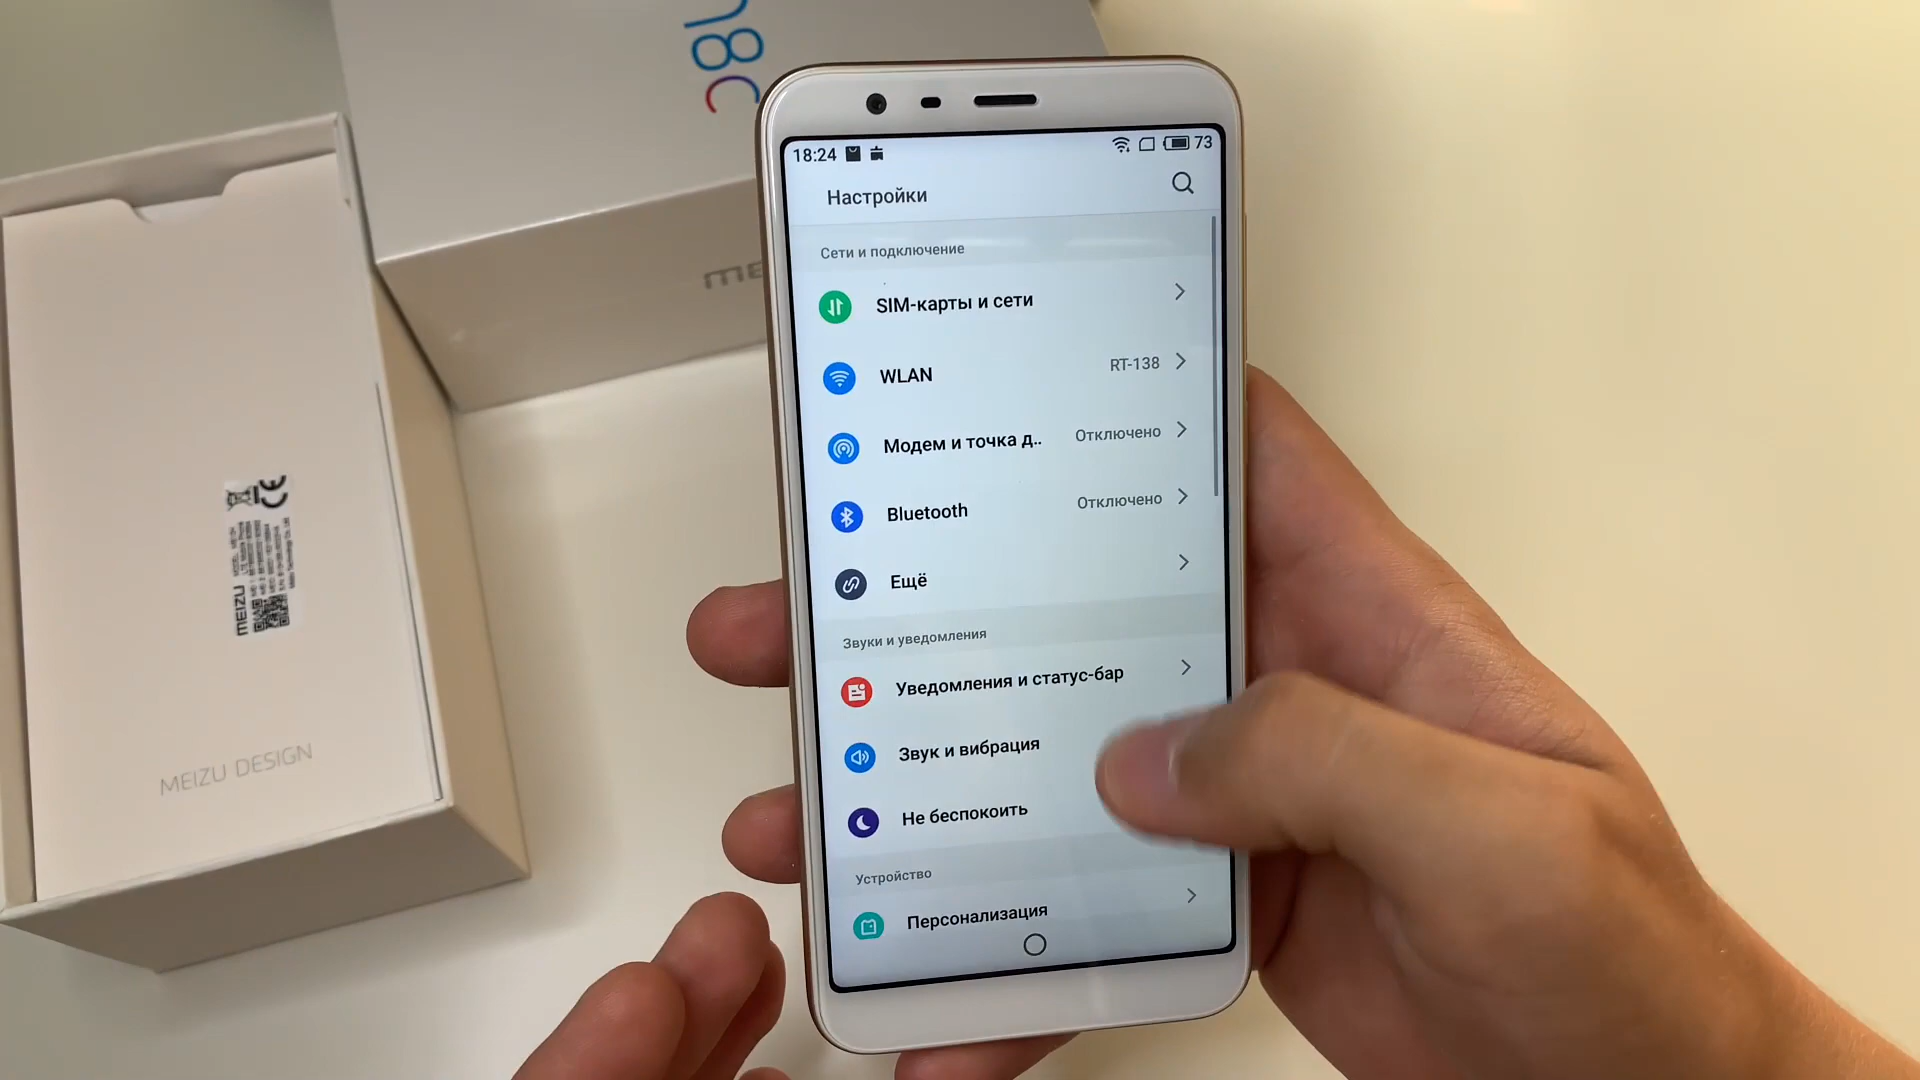 18:24
73
Настройки
Сети и подключение
SIM-карты и сети
WLAN
RT-138
Модем и точка д..
Отключено
Bluetooth
Отключено
Ещё
Звуки и уведомления
Уведомления и статус-бар
Звук и вибрация
Не беспокоить
Устройство
Персонализация
8c
MEIZU
MEIZU DESIGN